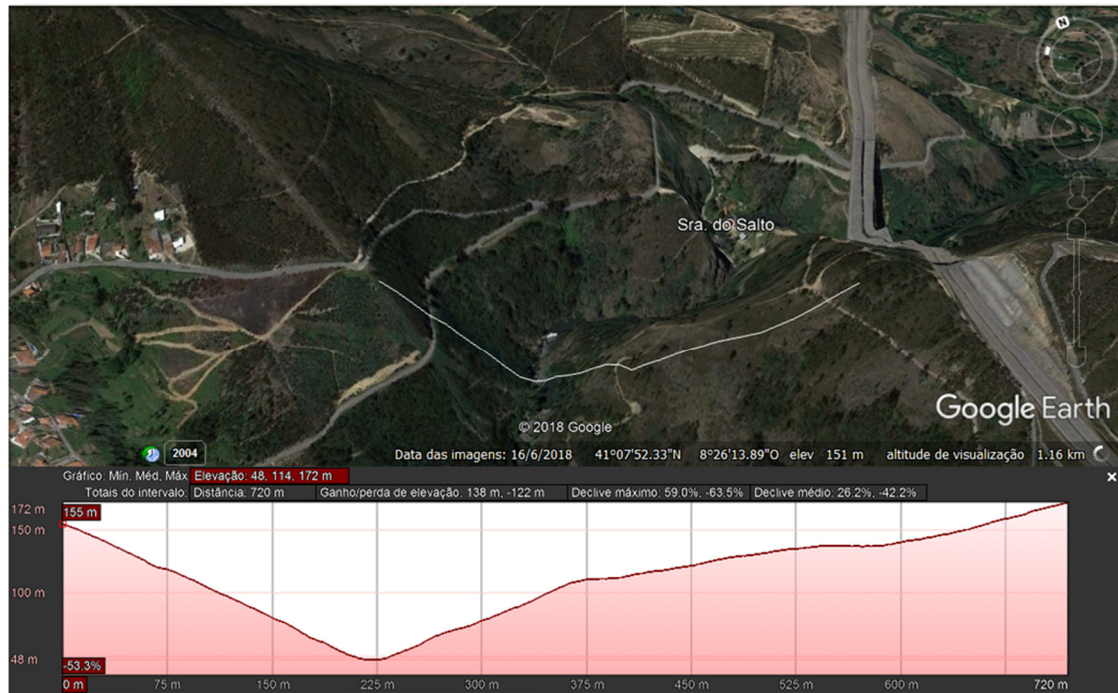 N
Sra. do Salto
Google Earth
© 2018 Google
2004
Data das imagens: 16/6/2018 41°07'52.33"N 8°26'13.89"O elev 151 m altitude de visualização 1.16 km
Gráfico: Mín, Méd, Máx Elevação: 48, 114, 172 m
Totais do intervalo: Distância: 720 m Ganho/perda de elevação: 138 m, -122 m Declive máximo: 59.0%, -63.5% Declive médio: 26.2%, -42.2%
172 m
155 m
150 m
100 m
48 m
-53.3%
0 m 75 m 150 m 225 m 300 m 375 m 450 m 525 m 600 m 720 m